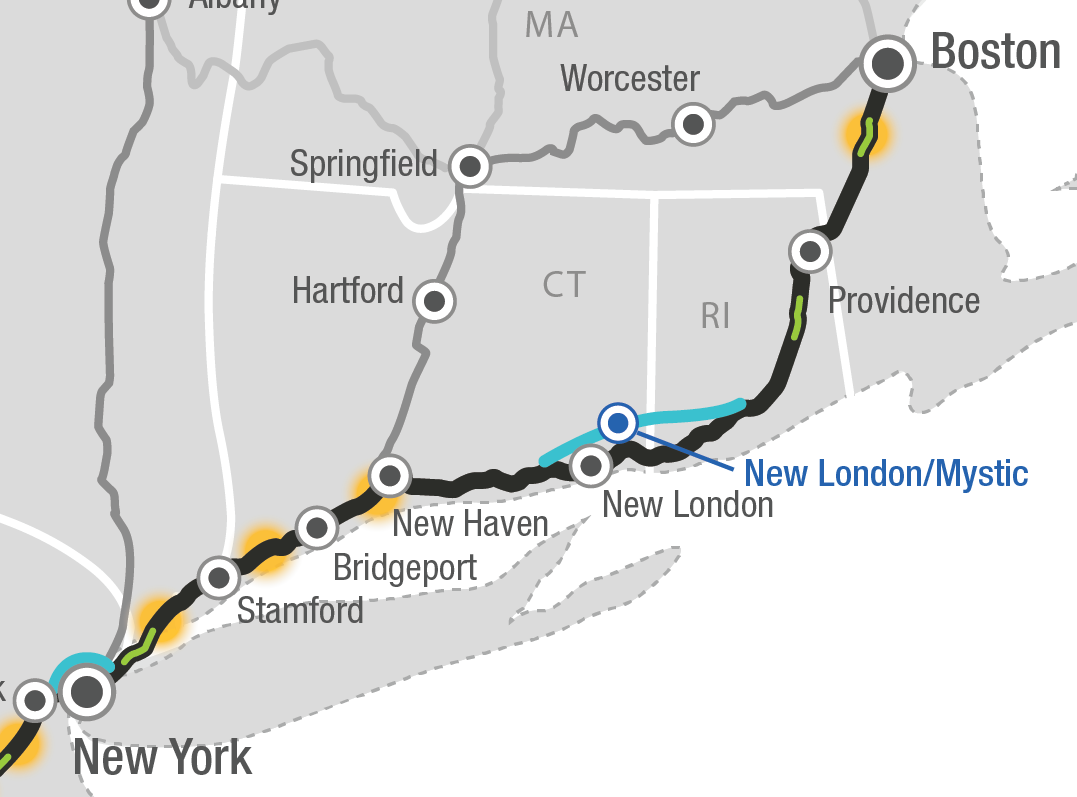 Albany
MA
Boston
Worcester
Springfield
Hartford
CT
RI
Providence
New London/Mystic
New London
New Haven
Bridgeport
Stamford
New York